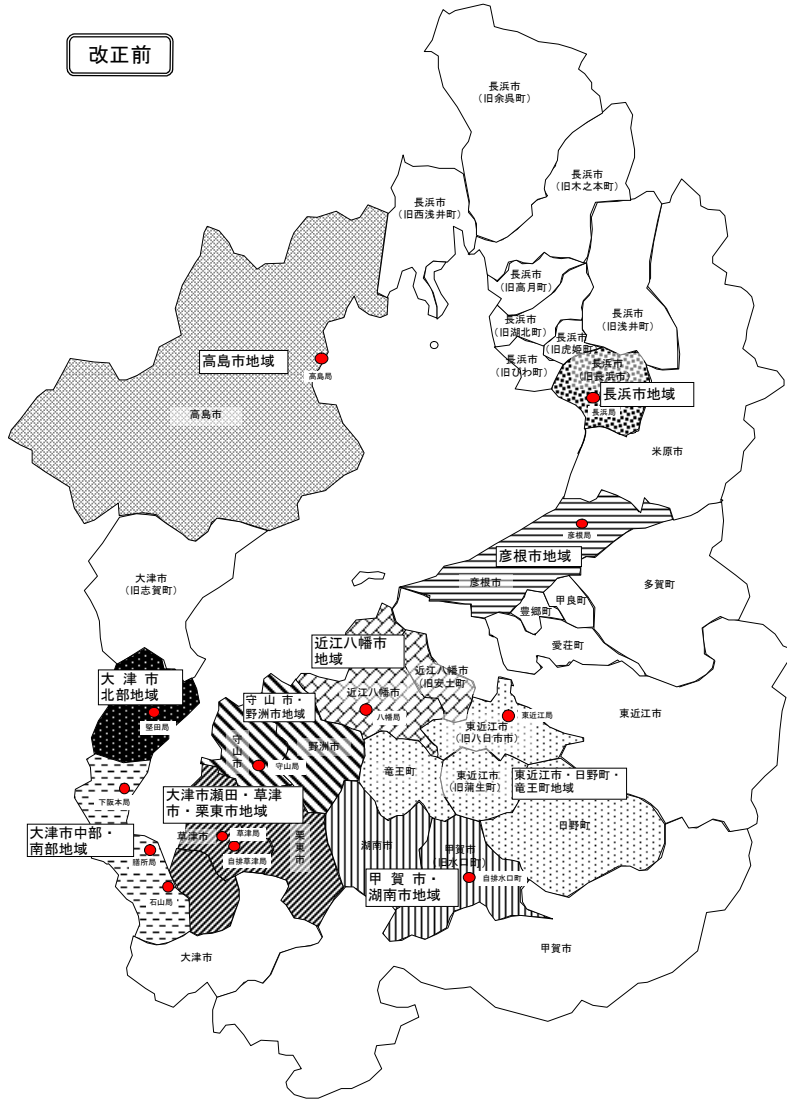 改正前
長浜市
（旧余呉町）
長浜市
（旧木之本町）
長浜市
（旧西浅井町）
長浜市
（旧高月町）
長浜市
（旧湖北町）
長浜市
（旧浅井町）
長浜市
（旧虎姫町）
長浜市
（旧びわ町）
長浜市
（旧長浜市）
長浜市地域
長浜局
高島市地域
高島局
高島市
米原市
彦根局
彦根市地域
彦根市
多賀町
甲良町
豊郷町
愛荘町
大津市
（旧志賀町）
近江八幡市
地域
近江八幡市
（旧安土町）
近江八幡市
八幡局
大津市
北部地域
堅田局
守山市・
野洲市地域
守山市
野洲市
守山局
東近江市
東近江局
東近江市
（旧八日市市）
竜王町
東近江市
（旧蒲生町）
東近江市・日野町・
竜王町地域
日野町
下阪本局
大津市瀬田・草津
市・栗東市地域
草津市
草津局
自排草津局
栗東市
大津市中部・
南部地域
膳所局
石山局
湖南市
甲賀市
（旧水口町）
甲賀市・
湖南市地域
自排水口町
大津市
甲賀市